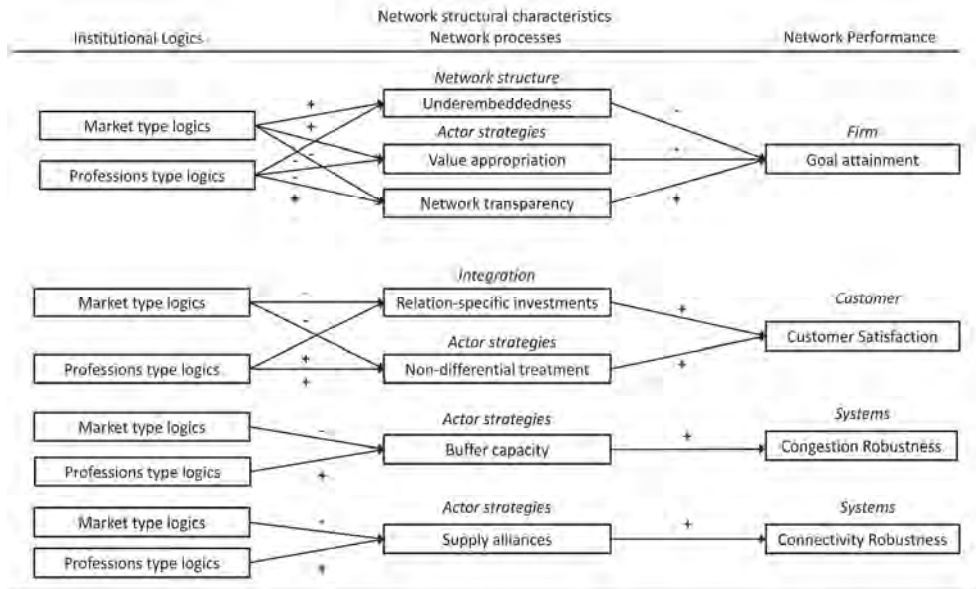 Network structural characteristics
Institutional Logics Network processes Network Performance
Network structure
+
Underembeddedness
-
Market type logics
+
Actor strategies
Firm
-
Value appropriation
-
Goal attainment
Professions type logics
-
-
+
Network transparency
+
Integration
Market type logics
-
Relation-specific investments
Customer
+
-
Customer Satisfaction
Actor strategies
Professions type logics
+
Non-differential treatment
+
+
Market type logics
Actor strategies
Systems
-
+
Buffer capacity
Congestion Robustness
Professions type logics
+
Market type logics
Actor strategies
Systems
-
+
Supply alliances
Connectivity Robustness
Professions type logics
+